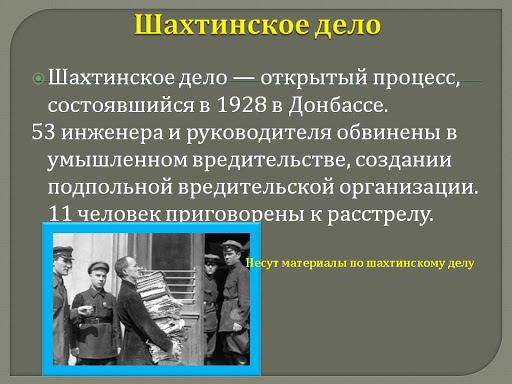 Шахтинское дело
Шахтинское дело — открытый процесс,
состоявшийся в 1928 в Донбассе.
53 инженера и руководителя обвинены в
умышленном вредительстве, создании
подпольной вредительской организации.
11 человек приговорены к расстрелу.
Несут материалы по шахтинскому делу